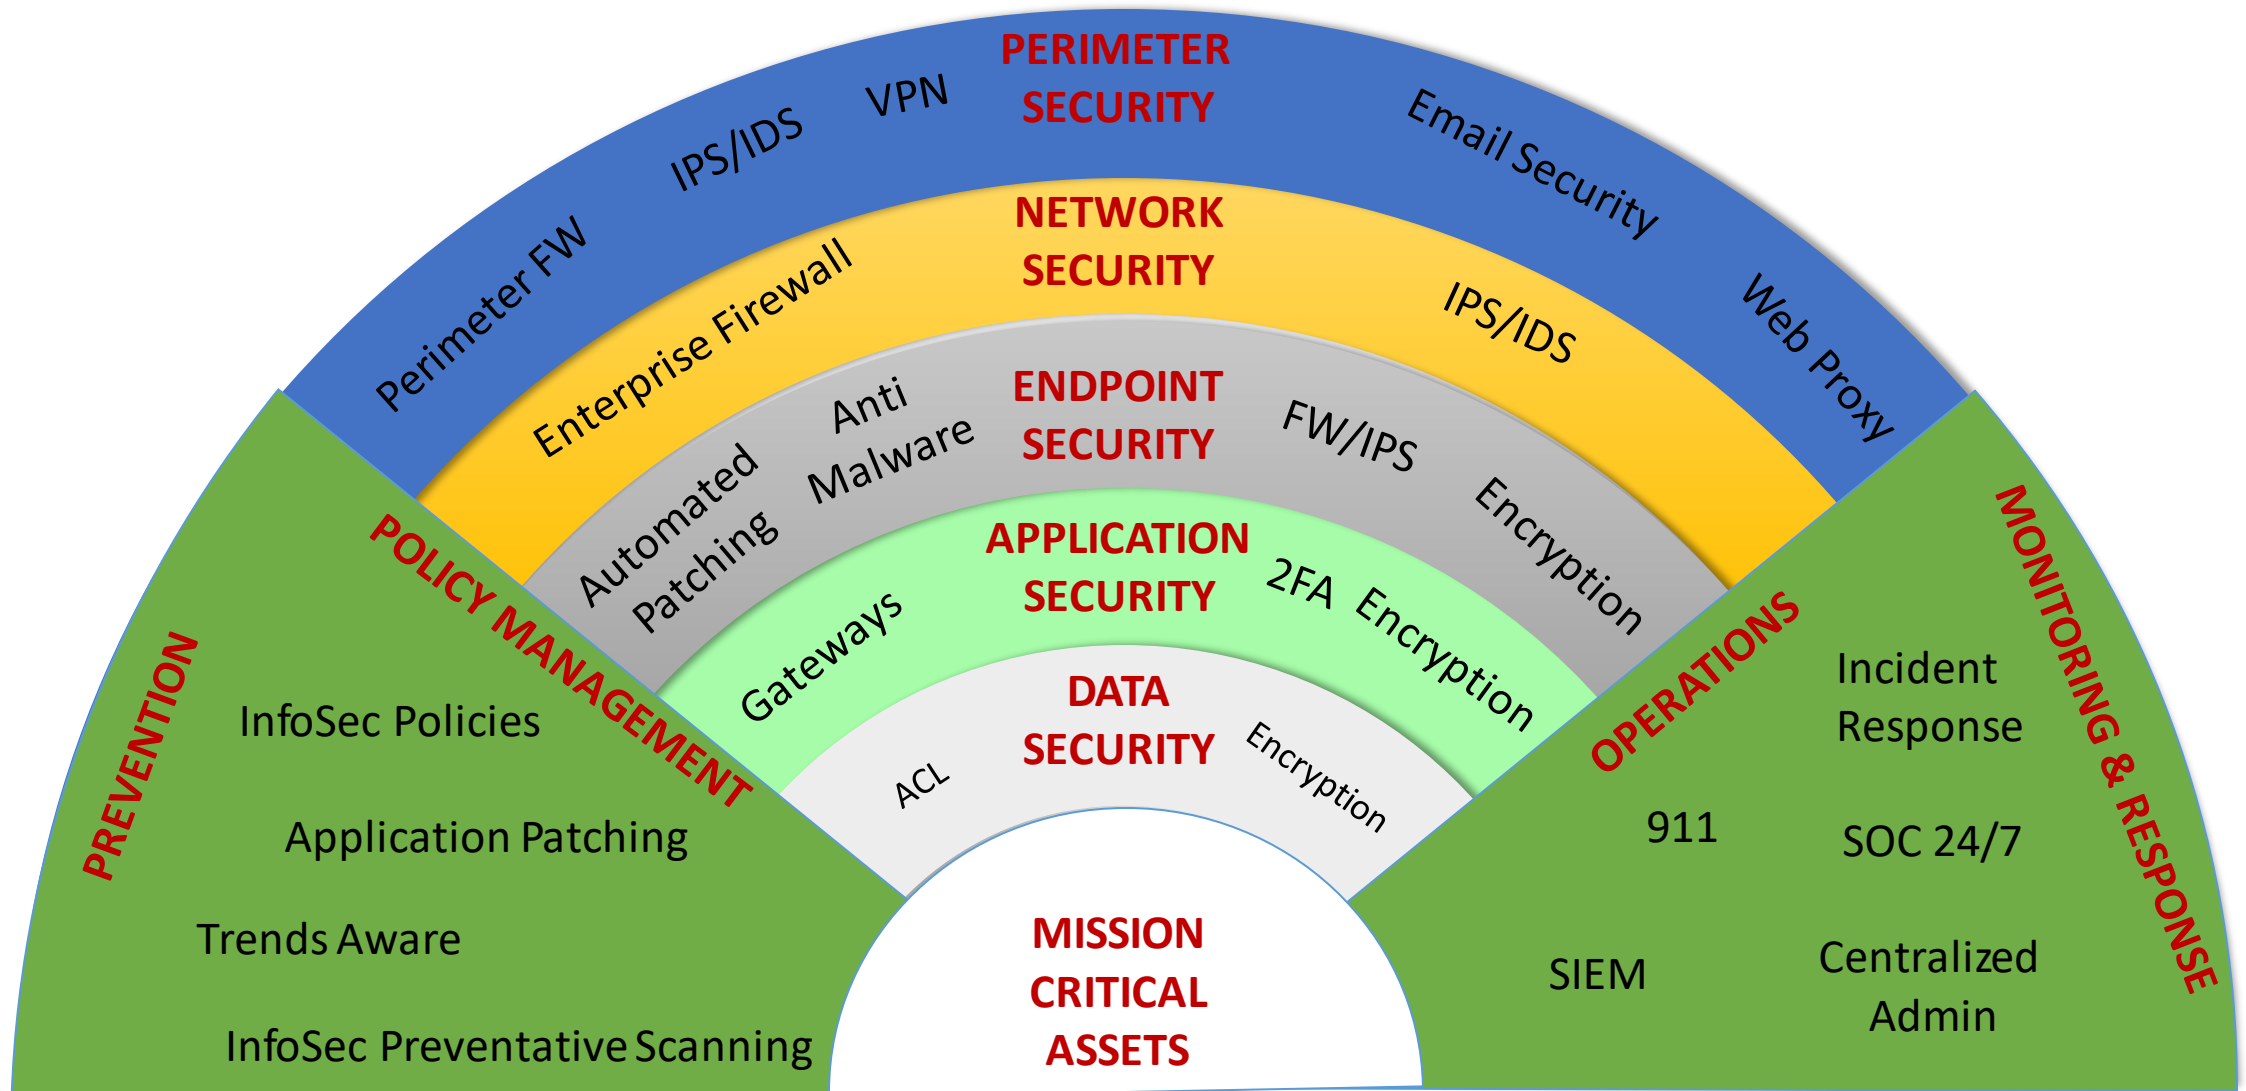 PERIMETER
SECURITY
Perimeter FW
IPS/IDS
VPN
Email Security
Web Proxy
NETWORK
SECURITY
Enterprise Firewall
IPS/IDS
ENDPOINT
SECURITY
Automated
Patching
Anti
Malware
FW/IPS
Encryption
APPLICATION
SECURITY
Gateways
2FA
Encryption
DATA
SECURITY
ACL
Encryption
MISSION
CRITICAL
ASSETS
PREVENTION
POLICY MANAGEMENT
InfoSec Policies
Application Patching
Trends Aware
InfoSec Preventative Scanning
OPERATIONS
MONITORING & RESPONSE
Incident
Response
911
SOC 24/7
SIEM
Centralized
Admin